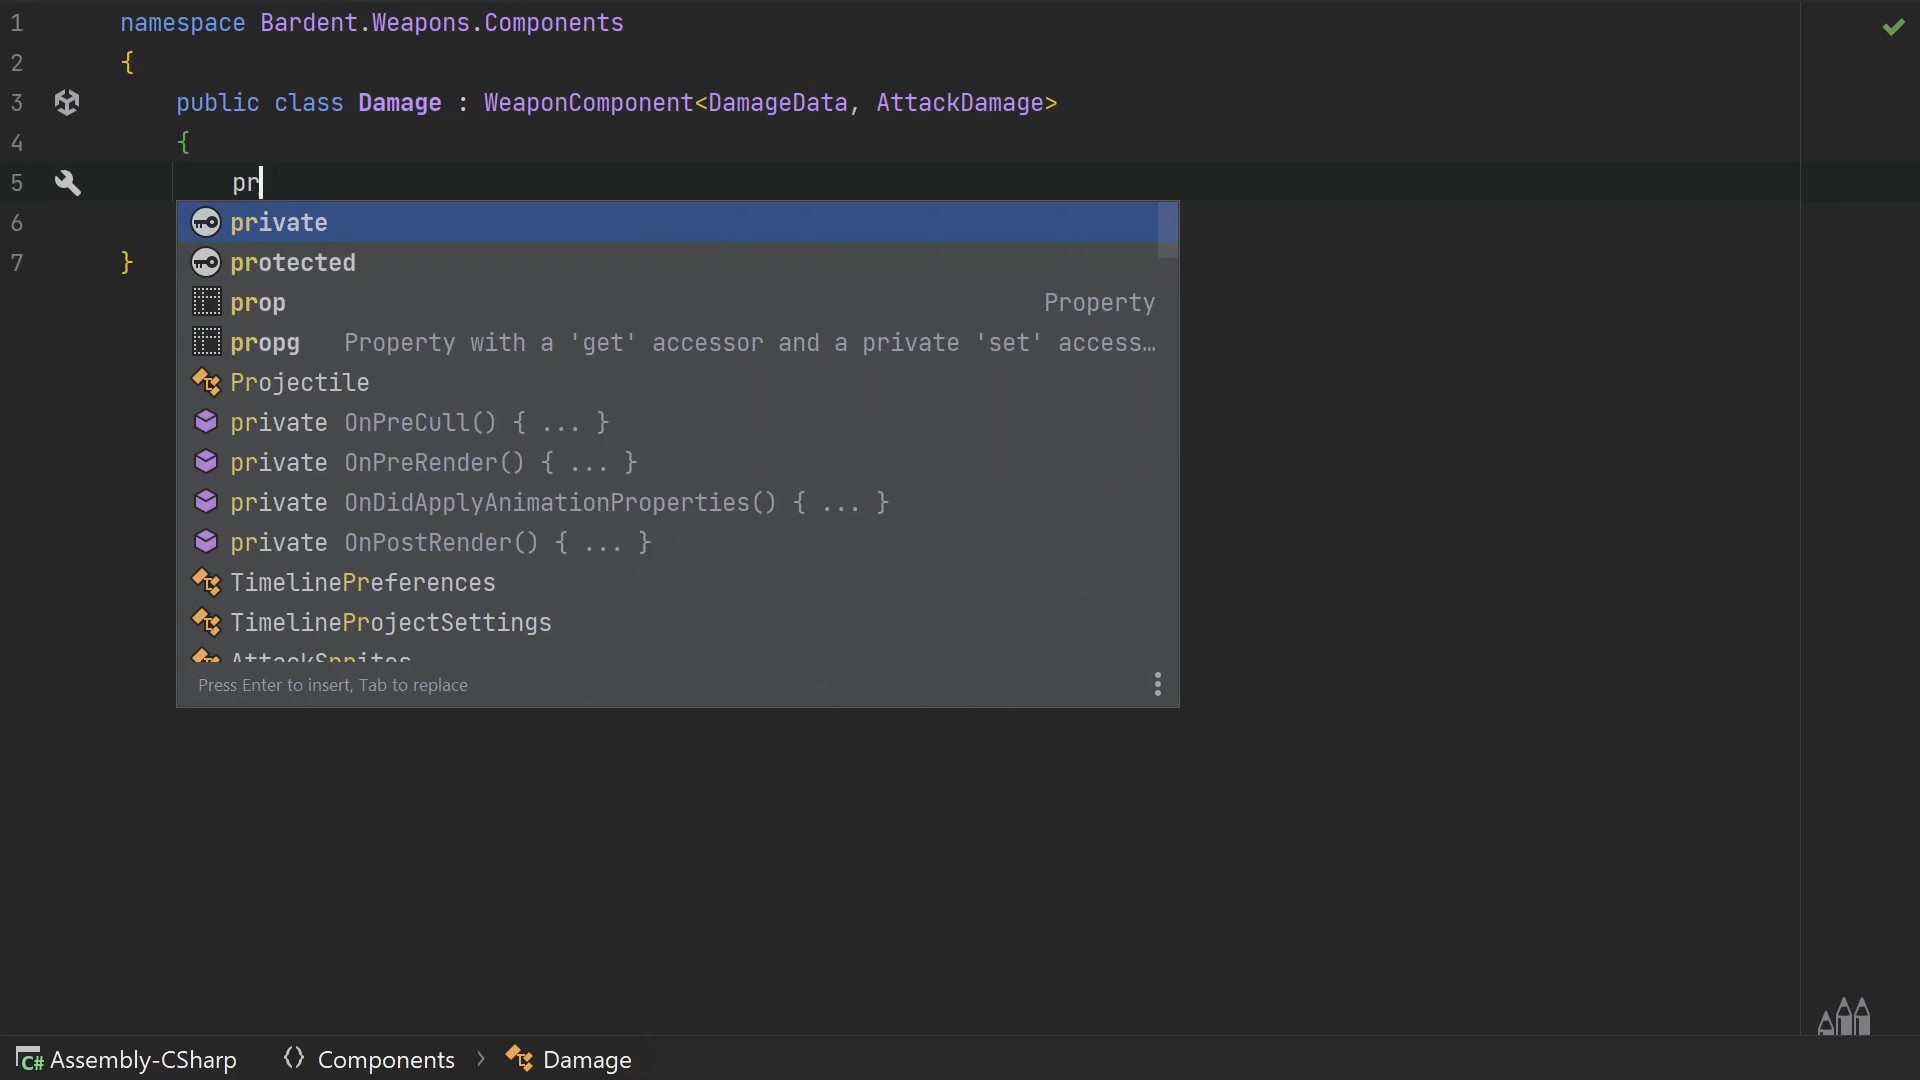 1 namespace Bardent.Weapons.Components
2 {
3 public class Damage : WeaponComponent<DamageData, AttackDamage>
4 {
5 pr
6
7 }
private
protected
prop Property
propg Property with a 'get' accessor and a private 'set' access…
Projectile
private OnPreCull() { ... }
private OnPreRender() { ... }
private OnDidApplyAnimationProperties() { ... }
private OnPostRender() { ... }
TimelinePreferences
TimelineProjectSettings
AttackSprites
Press Enter to insert, Tab to replace
C# Assembly-CSharp {} Components > Damage